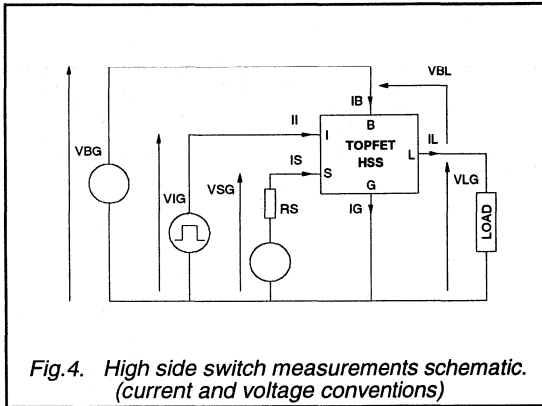 VBL
IB
II
B
TOPFET
HSS
I
L
IL
VBG
IS
S
VIG
VSG
G
VLG
RS
IG
LOAD
Fig.4. High side switch measurements schematic.
(current and voltage conventions)